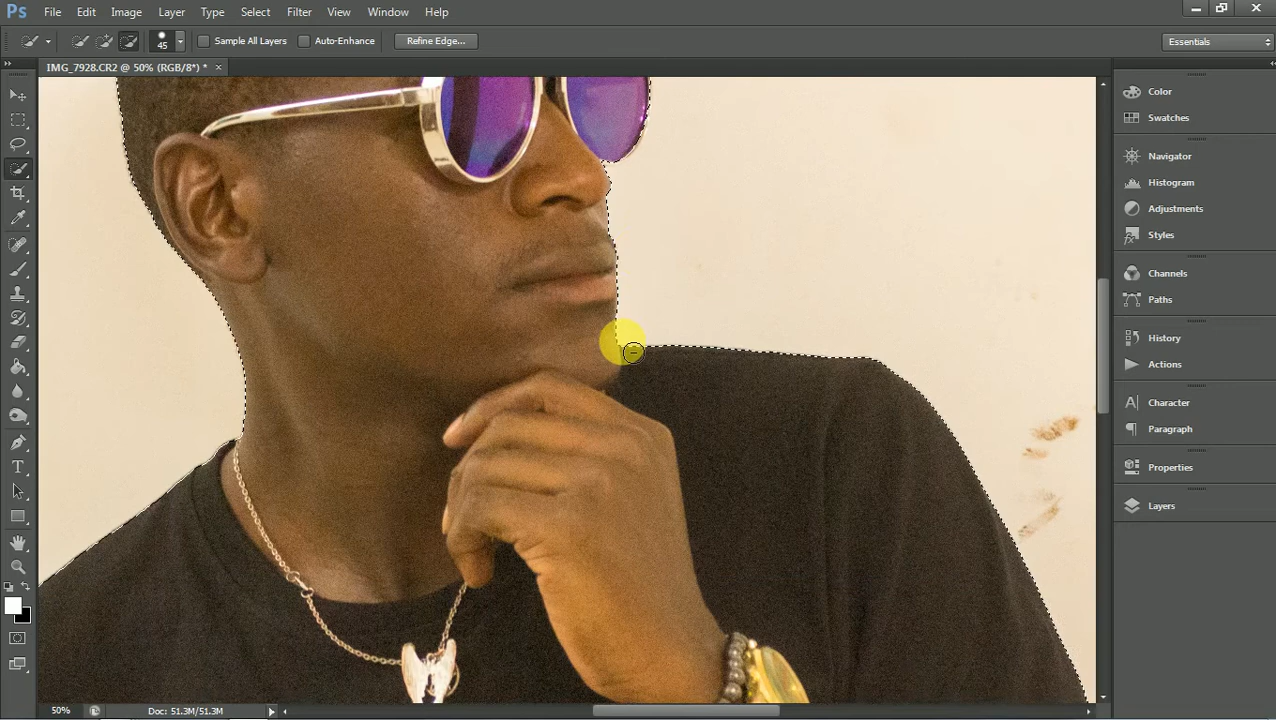 Ps File Edit Image Layer Type Select Filter View Window Help
45 Sample All Layers Auto-Enhance Refine Edge... Essentials
IMG_7928.CR2 @ 50% (RGB/8*) * ×
Color
Swatches
Navigator
Histogram
Adjustments
Styles
Channels
Paths
History
Actions
Character
Paragraph
Properties
Layers
50% Doc: 51.3M/51.3M